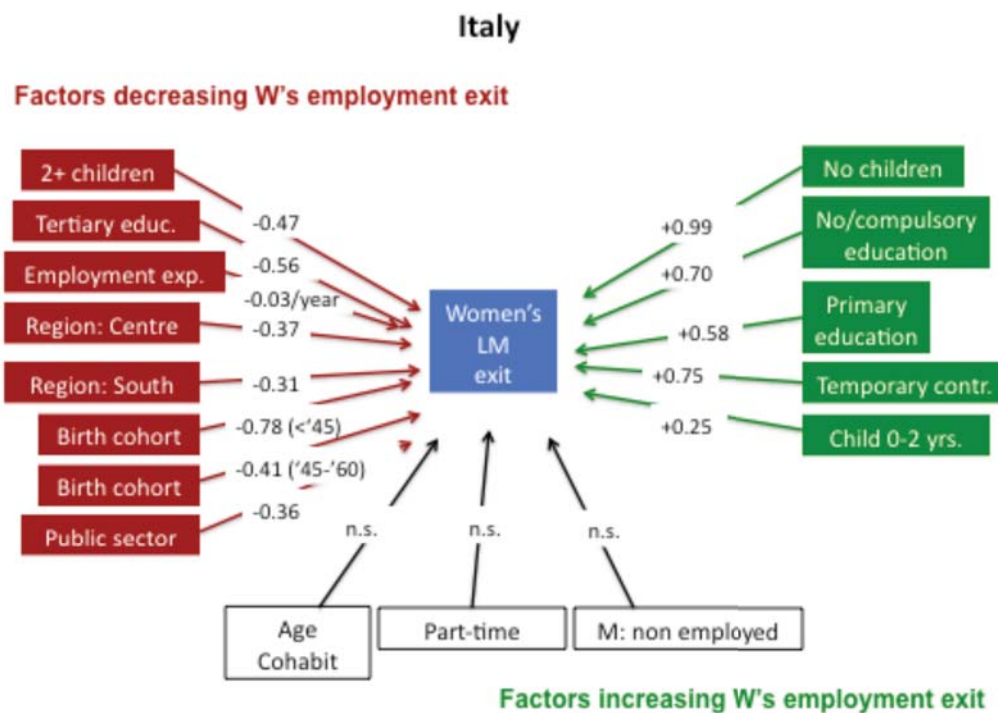 Italy
Factors decreasing W's employment exit
2+ children
Tertiary educ.
Employment exp.
Region: Centre
Region: South
Birth cohort
Birth cohort
Public sector
-0.47
-0.56
-0.03/year
-0.37
-0.31
-0.78 (<'45)
-0.41 ('45-'60)
-0.36
Women's
LM
exit
+0.99
+0.70
+0.58
+0.75
+0.25
No children
No/compulsory
education
Primary
education
Temporary contr.
Child 0-2 yrs.
n.s.
n.s.
n.s.
Age
Cohabit
Part-time
M: non employed
Factors increasing W's employment exit